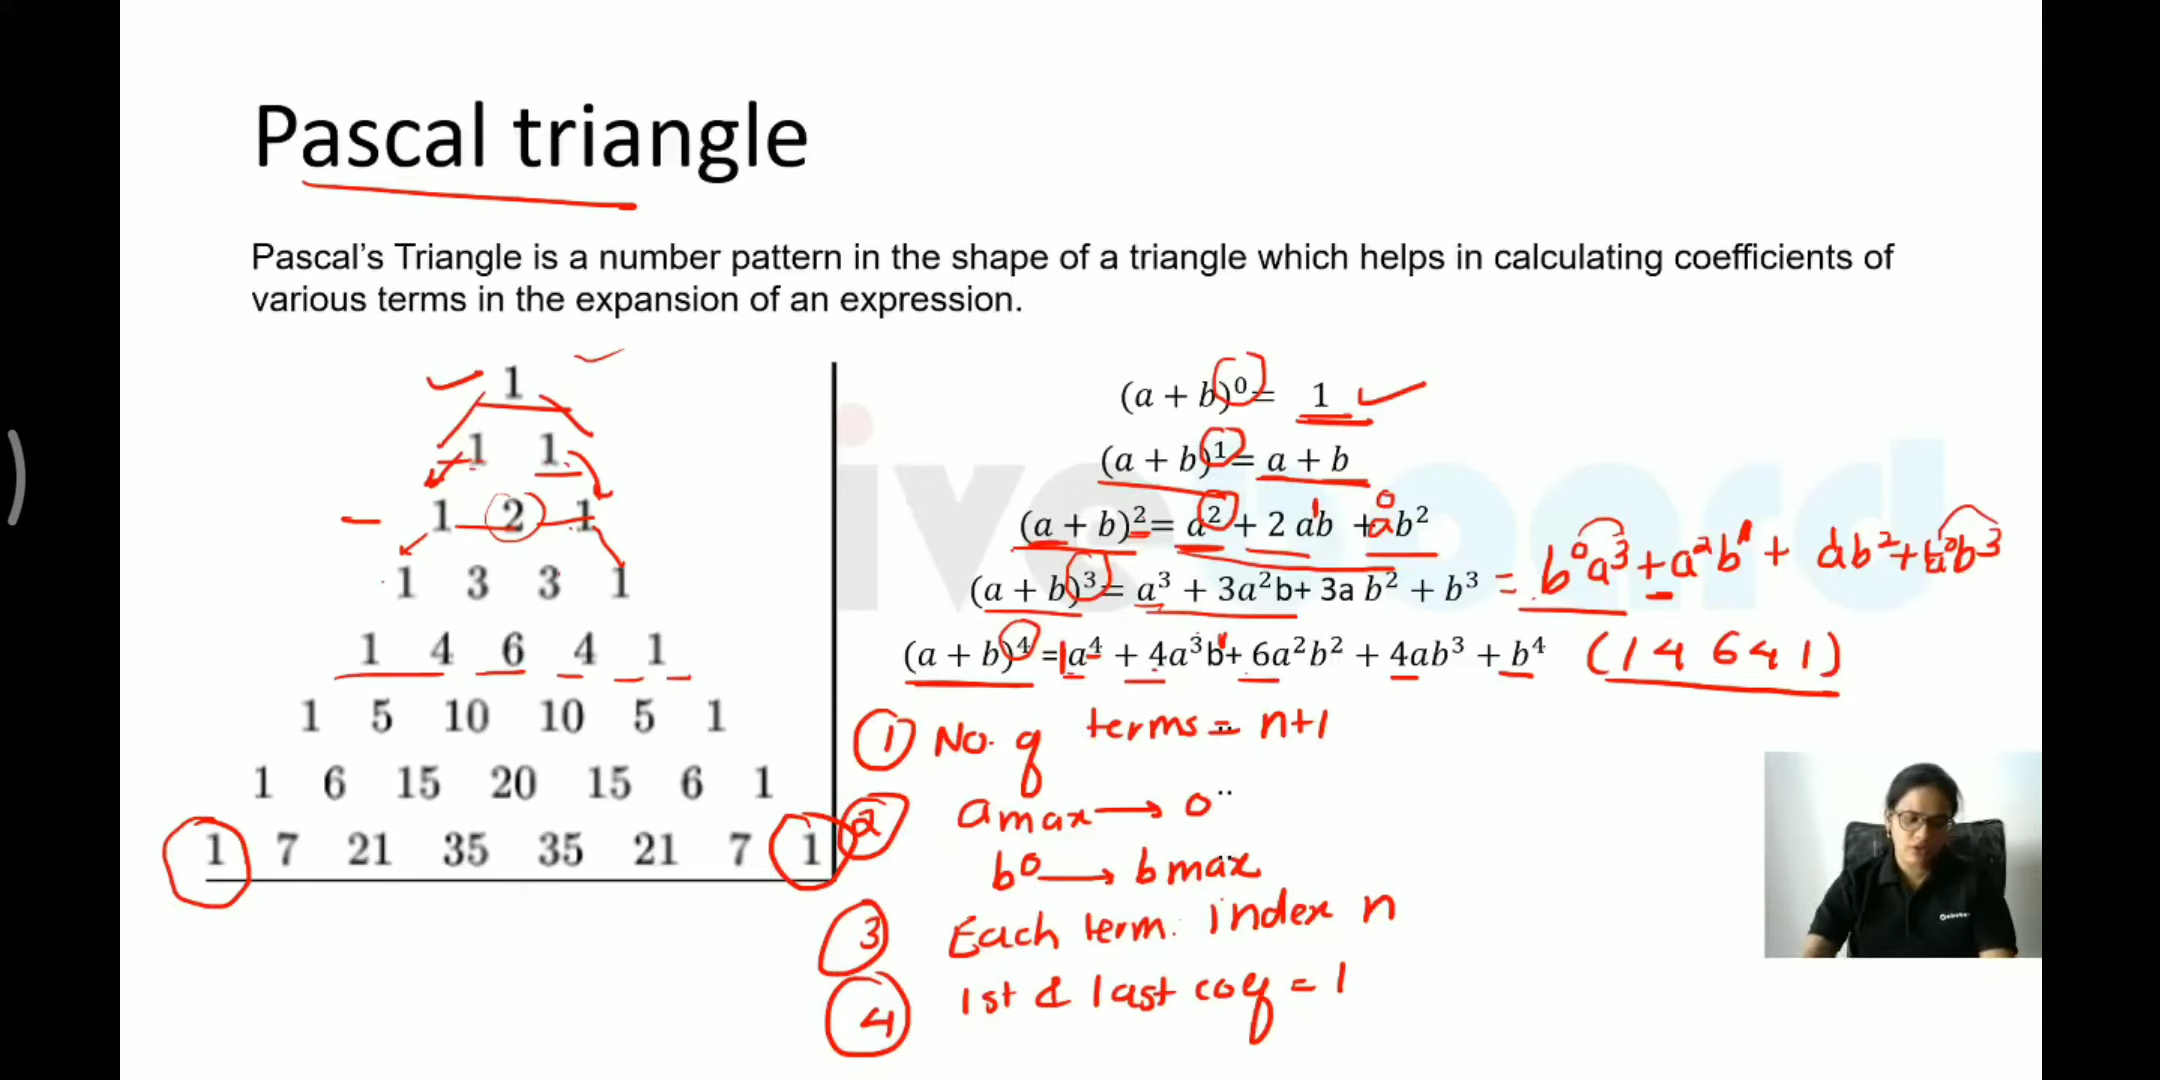 Pascal triangle
Pascal's Triangle is a number pattern in the shape of a triangle which helps in calculating coefficients of
various terms in the expansion of an expression.
1
1 1
1 2 1
1 3 3 1
1 4 6 4 1
1 5 10 10 5 1
1 6 15 20 15 6 1
1 7 21 35 35 21 7 1
(a + b)⁰= 1
(a + b)¹= a + b
(a + b)²= a² + 2 a¹b + a⁰b²
(a + b)³= a³ + 3a²b+ 3a b² + b³ = b⁰a³ + a²b¹ + ab² + a⁰b³
(a + b)⁴ = 1a⁴ + 4a³b¹+ 6a²b² + 4ab³ + b⁴ (1 4 6 4 1)
1 No. of terms = n+1
2 amax → 0
b⁰ → bmax
3 Each term index n
4 1st & last coef = 1